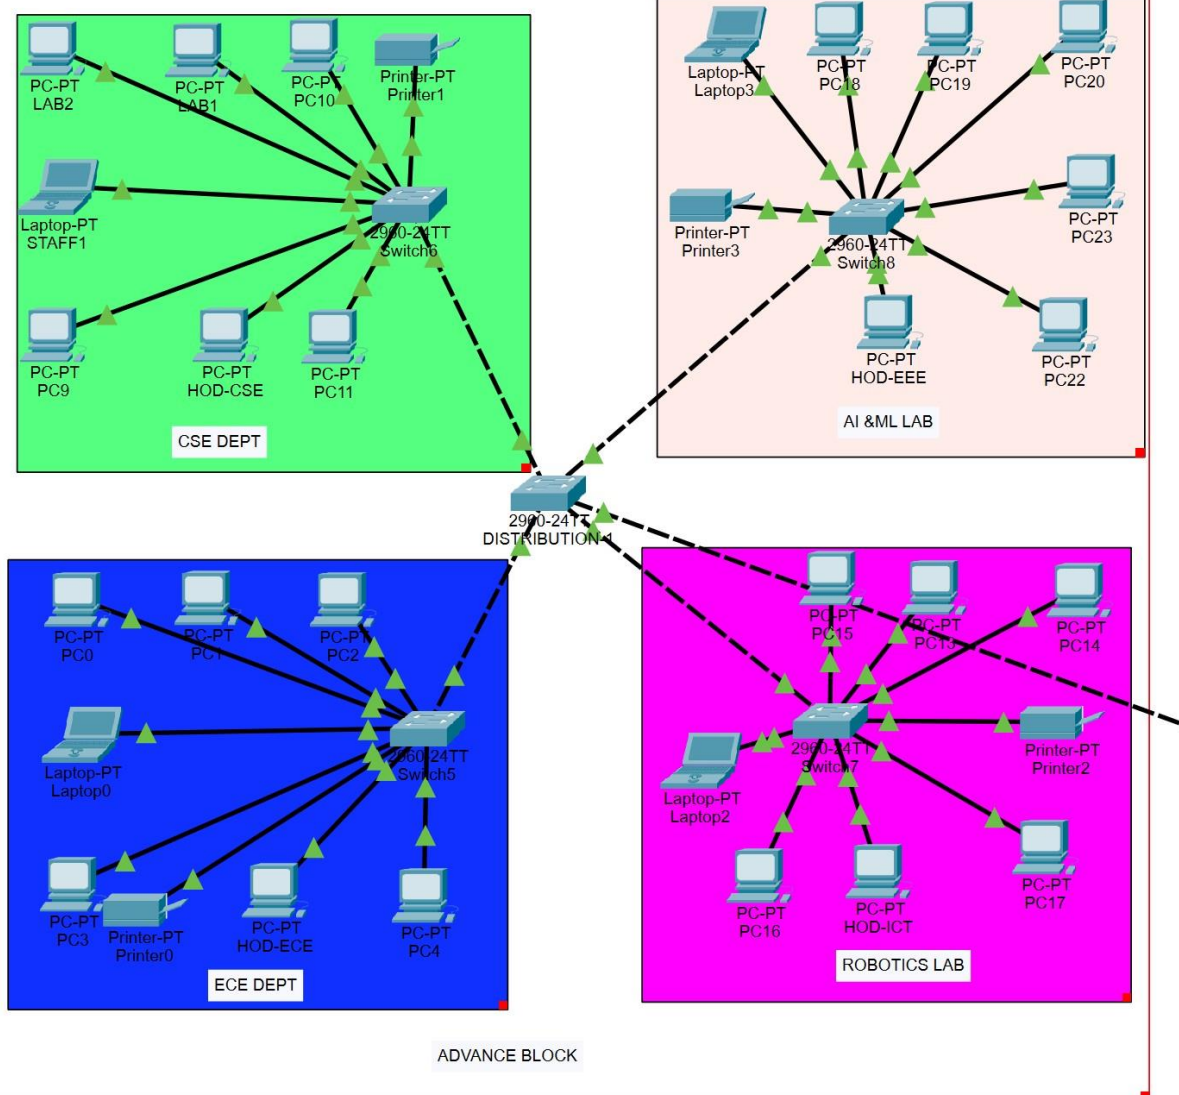 PC-PT
LAB2
PC-PT
LAB1
PC-PT
PC10
Printer-PT
Printer1
Laptop-PT
STAFF1
2960-24TT
Switch6
PC-PT
PC9
PC-PT
HOD-CSE
PC-PT
PC11
CSE DEPT
Laptop-PT
Laptop3
PC-PT
PC18
PC-PT
PC19
PC-PT
PC20
Printer-PT
Printer3
2960-24TT
Switch8
PC-PT
PC23
PC-PT
HOD-EEE
PC-PT
PC22
AI &ML LAB
2960-24TT
DISTRIBUTION-1
PC-PT
PC0
PC-PT
PC1
PC-PT
PC2
Laptop-PT
Laptop0
2960-24TT
Switch5
PC-PT
PC3
Printer-PT
Printer0
PC-PT
HOD-ECE
PC-PT
PC4
ECE DEPT
PC-PT
PC15
PC-PT
PC13
PC-PT
PC14
Laptop-PT
Laptop2
2960-24TT
Switch7
Printer-PT
Printer2
PC-PT
PC16
PC-PT
HOD-ICT
PC-PT
PC17
ROBOTICS LAB
ADVANCE BLOCK